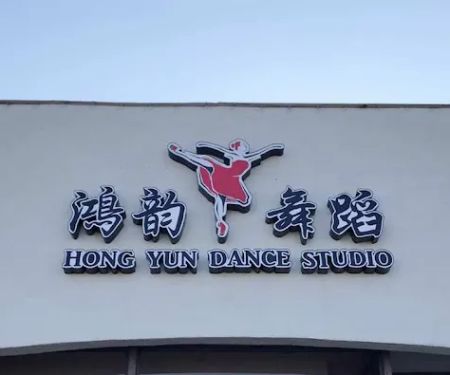 鸿韵 舞蹈
HONG YUN DANCE STUDIO